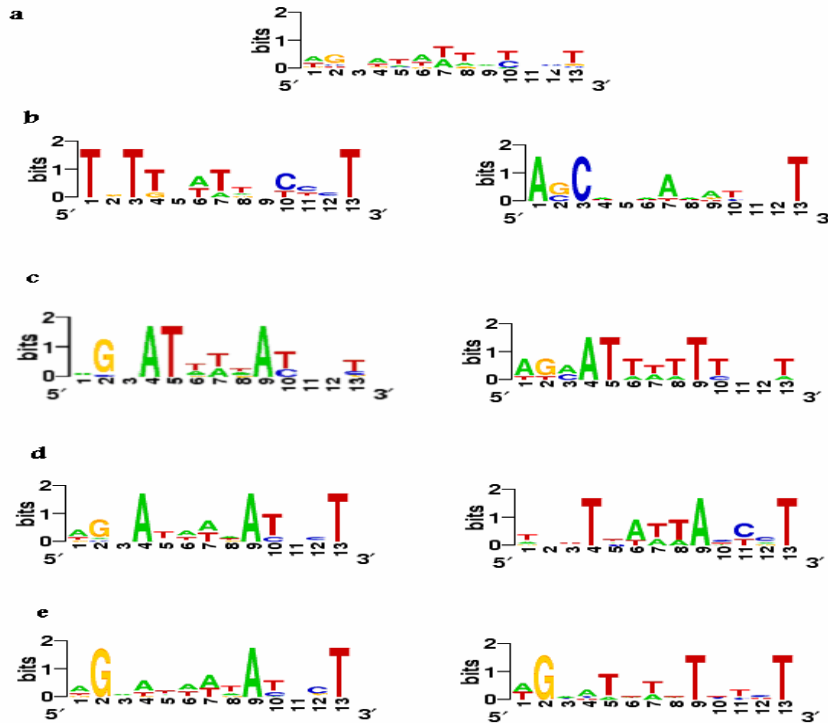 a
2
1
0
bits
A G A T A T T T T
A C
1 2 3 4 5 6 7 8 9 10 11 12 13
5´ 3´
b
2
1
0
bits
T T T A T T C C T
1 2 3 4 5 6 7 8 9 10 11 12 13
5´ 3´
2
1
0
bits
A G C A A T T
C
1 2 3 4 5 6 7 8 9 10 11 12 13
5´ 3´
c
2
1
0
bits
G A T T T A T T
A C
1 2 3 4 5 6 7 8 9 10 11 12 13
5´ 3´
2
1
0
bits
A G A A T T T T T T T
C A A A C A
1 2 3 4 5 6 7 8 9 10 11 12 13
5´ 3´
d
2
1
0
bits
A G A T A A A T T
T C
1 2 3 4 5 6 7 8 9 10 11 12 13
5´ 3´
2
1
0
bits
T T A T T A C C T
T A A T
1 2 3 4 5 6 7 8 9 10 11 12 13
5´ 3´
e
2
1
0
bits
A G A A A T A T C T
T C
1 2 3 4 5 6 7 8 9 10 11 12 13
5´ 3´
2
1
0
bits
A G A T T T T
T A
1 2 3 4 5 6 7 8 9 10 11 12 13
5´ 3´